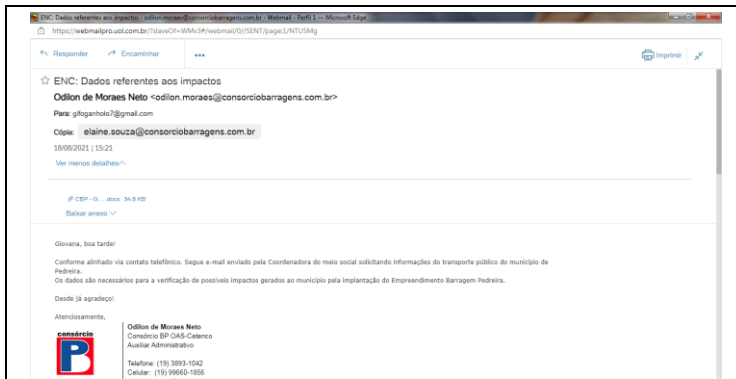 ENC: Dados referentes aos impactos - odilon.moraes@consorciobarragens.com.br - Webmail - Perfil 1 — Microsoft Edge
https://webmailpro.uol.com.br/?slaveOf=WMv3#/webmail/0//SENT/page:1/NTU5Mg
Responder Encaminhar ••• Imprimir
ENC: Dados referentes aos impactos
Odilon de Moraes Neto <odilon.moraes@consorciobarragens.com.br>
Para: glfoganholo7@gmail.com
Cópia: elaine.souza@consorciobarragens.com.br
18/08/2021 | 15:21
Ver menos detalhes
CBP - G... .docx 34.6 KB
Baixar anexo
Giovana, boa tarde!
Conforme alinhado via contato telefônico. Segue e-mail enviado pela Coordenadora do meio social solicitando informações do transporte público do município de
Pedreira.
Os dados são necessários para a verificação de possíveis impactos gerados ao município pela implantação do Empreendimento Barragem Pedreira.
Desde já agradeço!
Atenciosamente,
consórcio
BP
Odilon de Moraes Neto
Consórcio BP OAS-Cetenco
Auxiliar Administrativo
Telefone: (19) 3893-1042
Celular: (19) 99660-1856